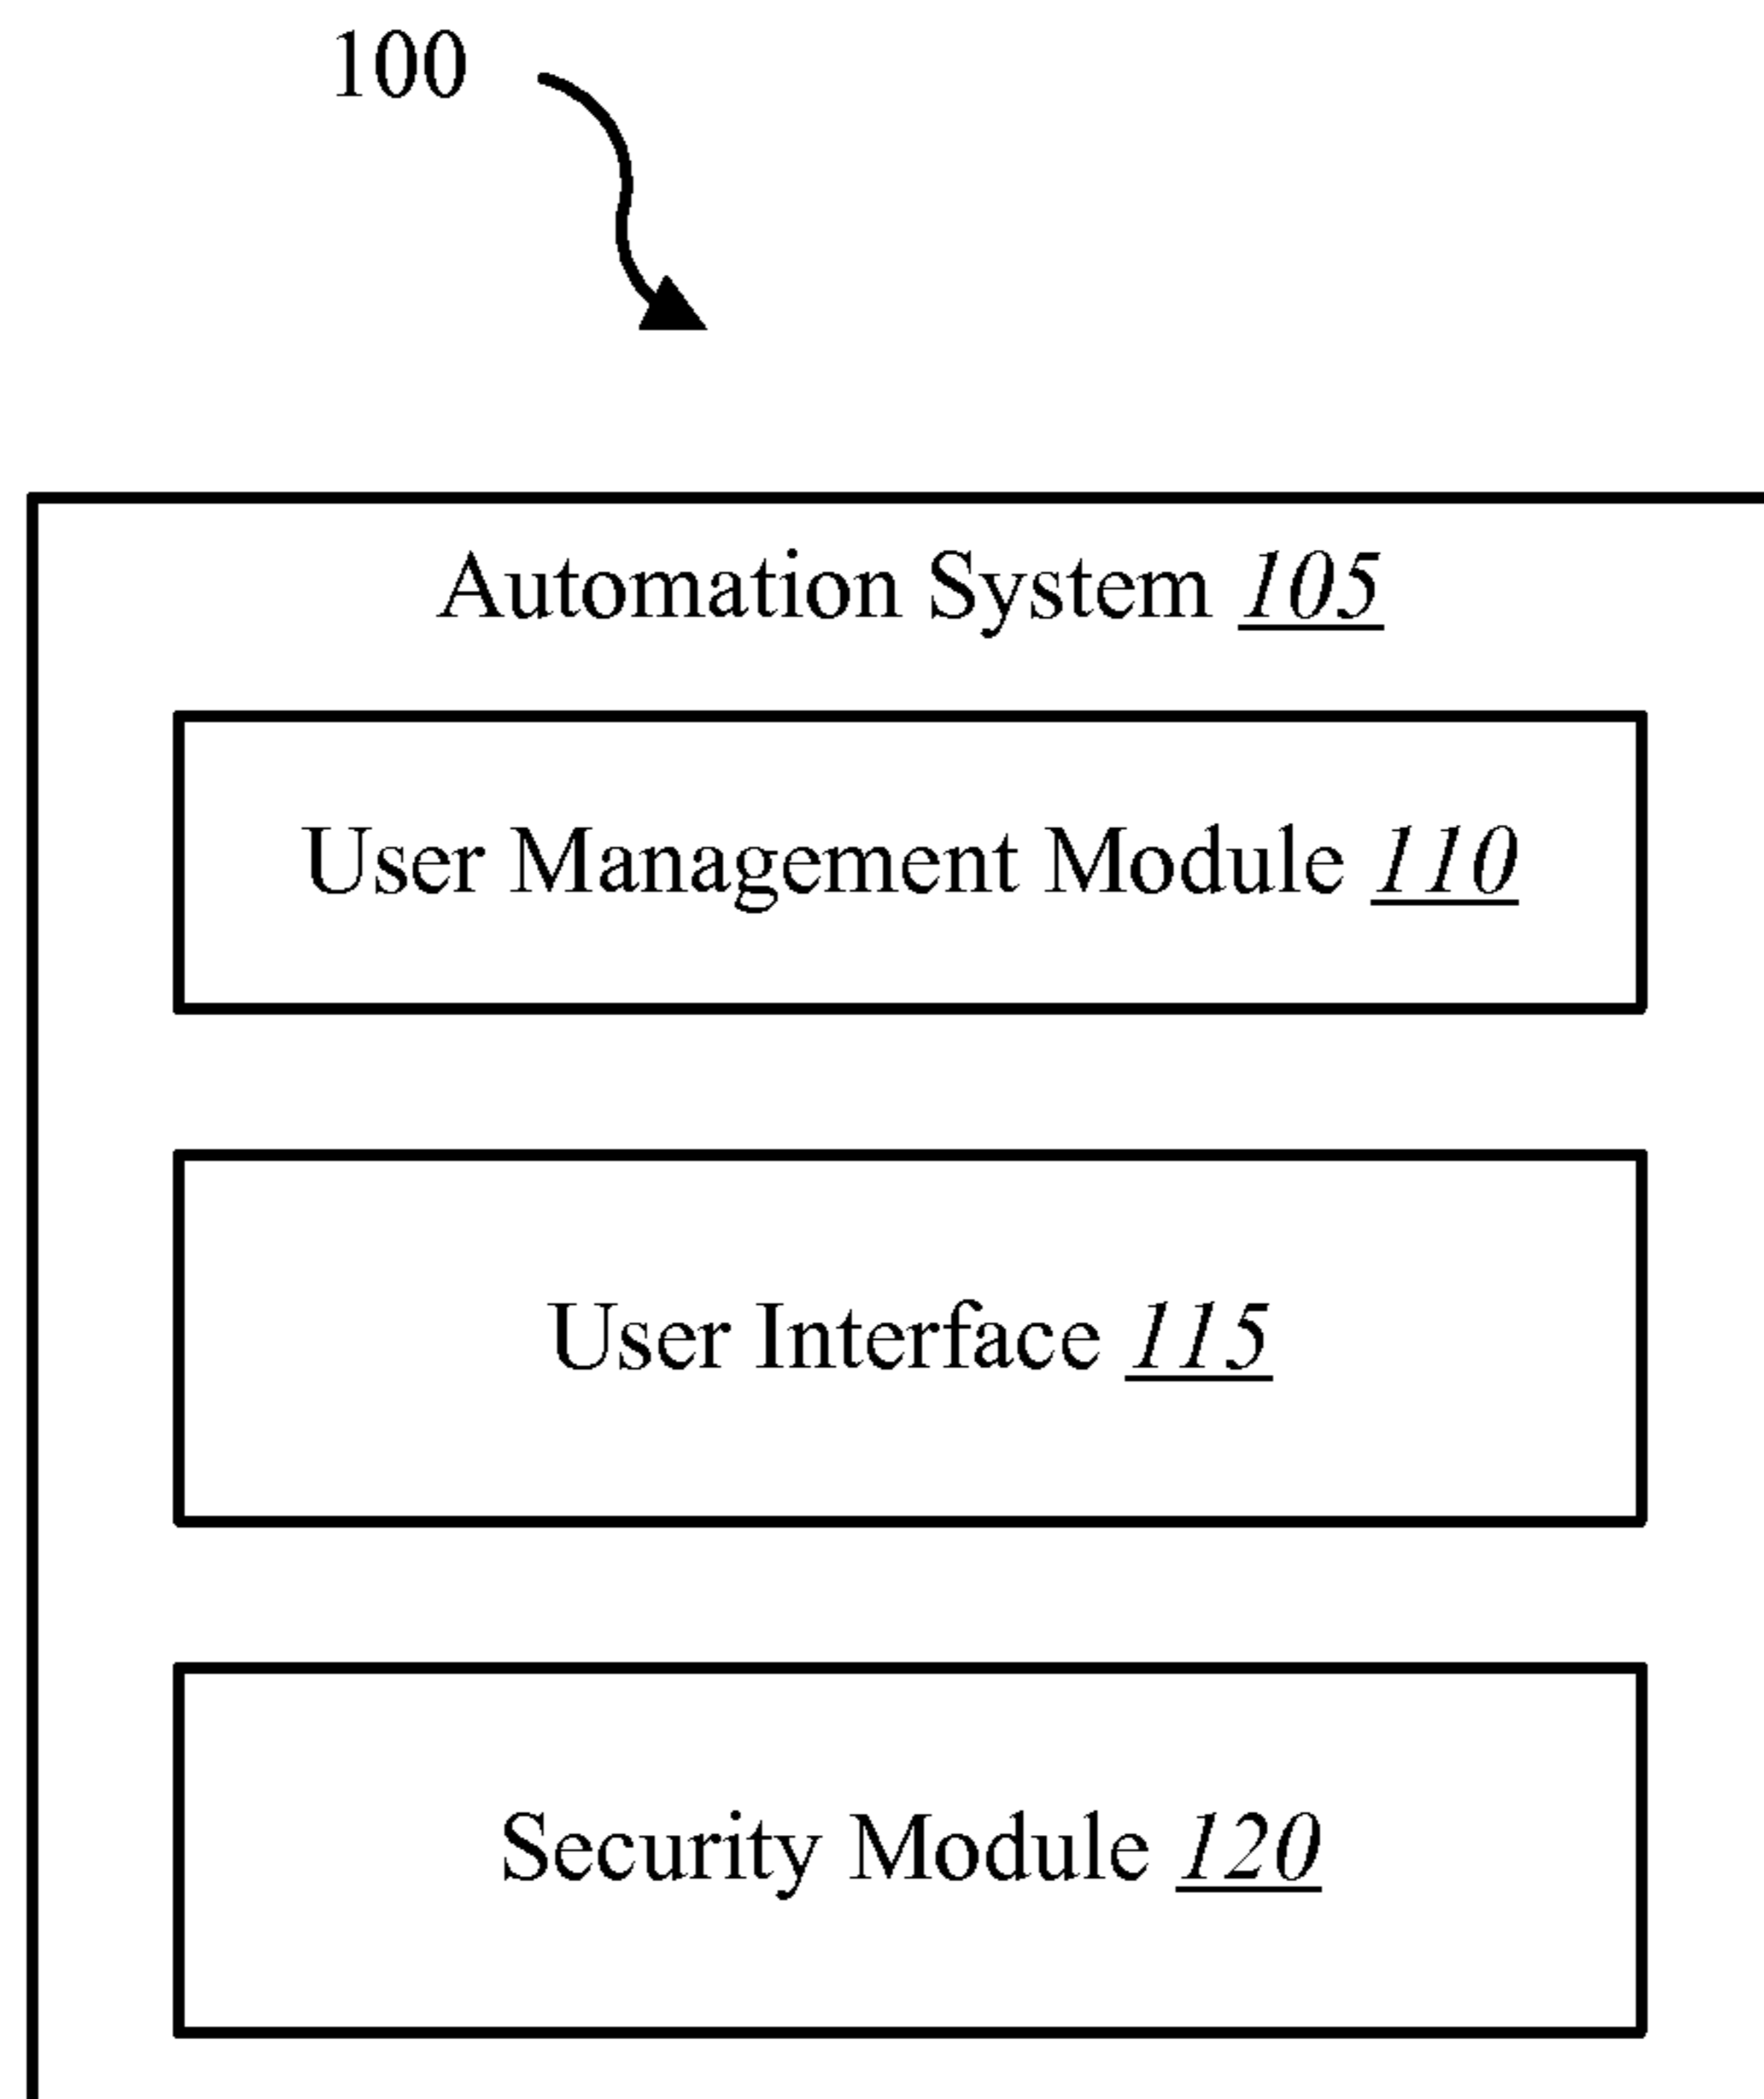 100
Automation System 105
User Management Module 110
User Interface 115
Security Module 120